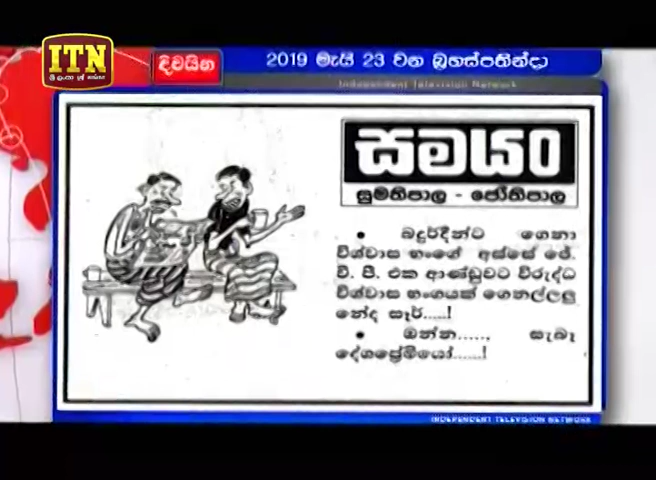 ITN
ශ්‍රී ලංකා
දිවයින
2019 මැයි 23 වන බ්‍රහස්පතින්දා
Independent Television Network
සමයං
සුමතිපාල - ජෝතිපාල
• බදුර්දීන්ට ගෙනා
විශ්වාස භංගේ අස්සේ ජේ.
වී. පී. එක ආණ්ඩුවට විරුද්ධ
විශ්වාස භංගයක් ගෙනල්ලලු
නේද සෑර්.....!
• ඔන්න....., සැබෑ
දේශප්‍රේමියෝ......!
INDEPENDENT TELEVISION NETWORK